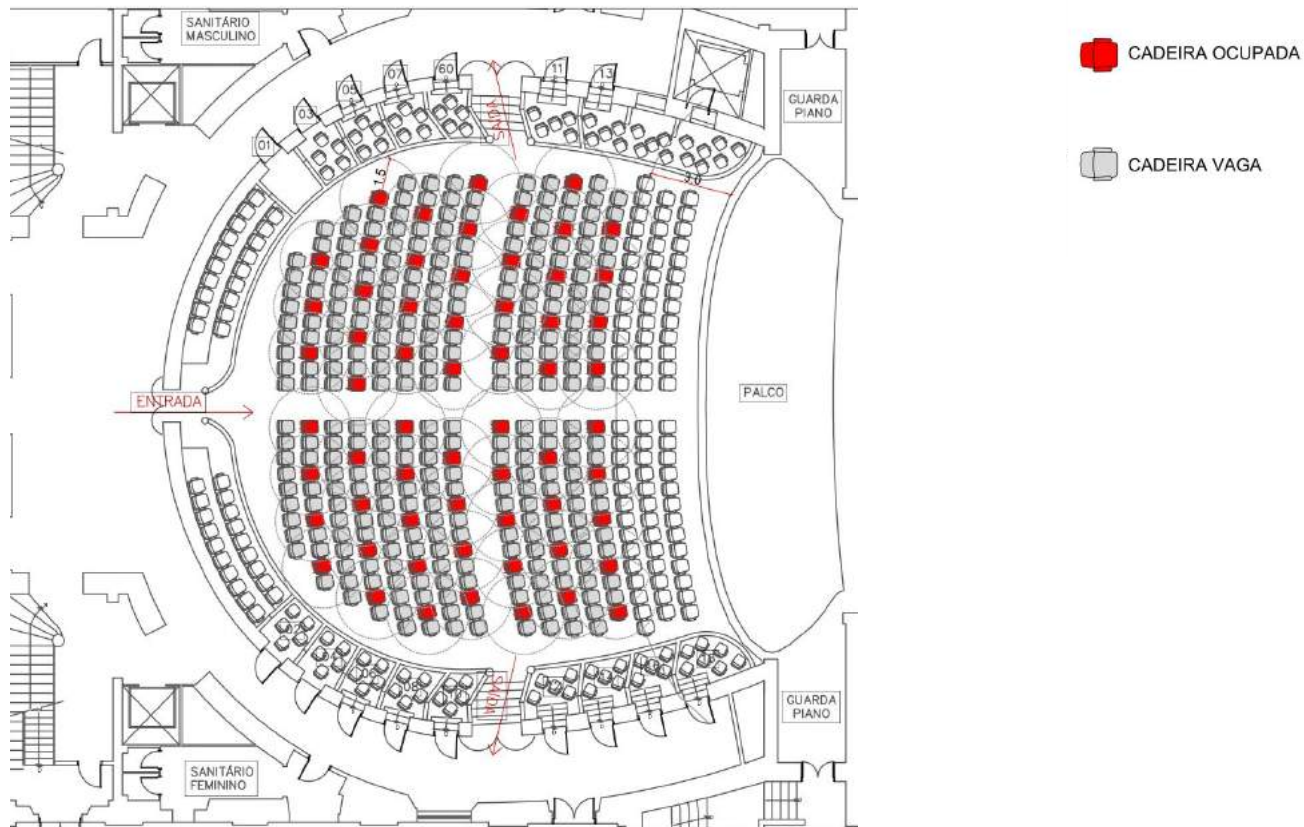 SANITÁRIO
MASCULINO
01
03
05
07
60
11
13
SAÍDA
GUARDA
PIANO
1.5
3.0
ENTRADA
PALCO
SAÍDA
GUARDA
PIANO
SANITÁRIO
FEMININO
CADEIRA OCUPADA
CADEIRA VAGA